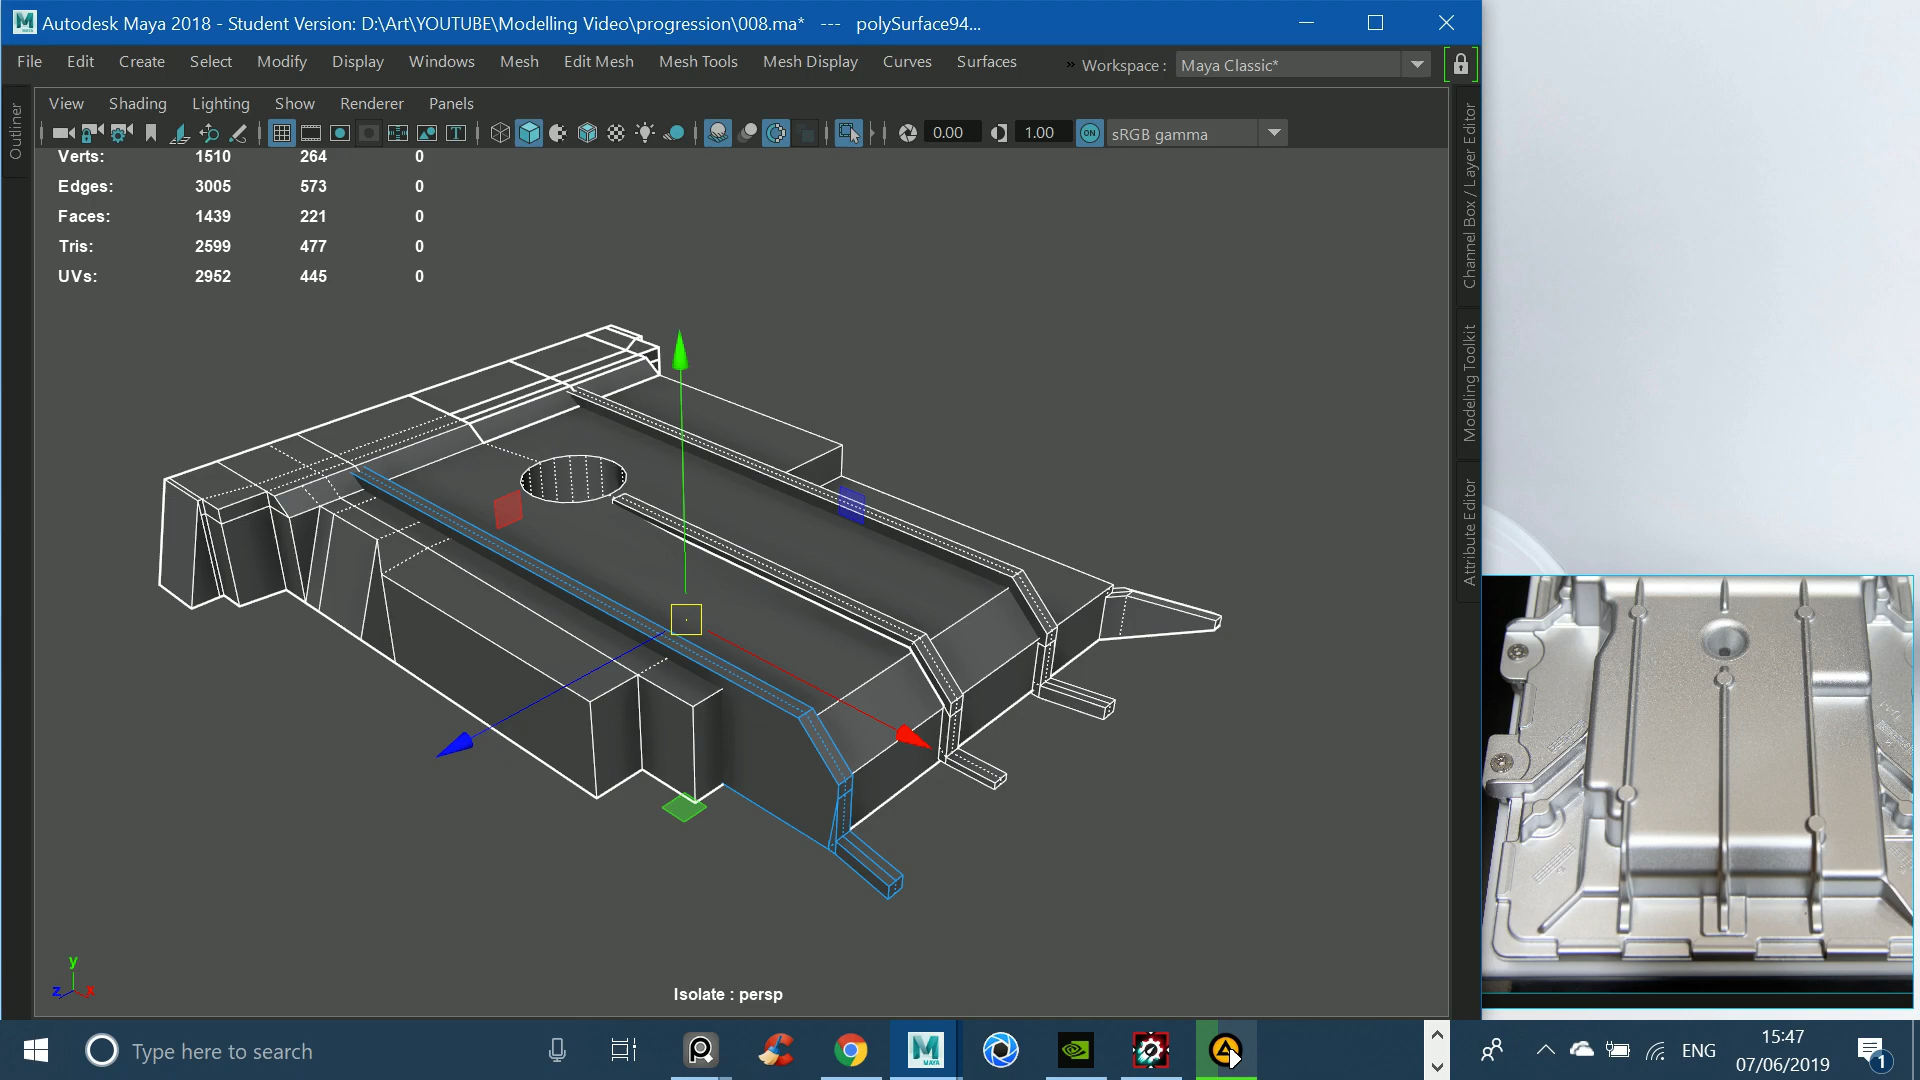 Autodesk Maya 2018 - Student Version: D:\Art\YOUTUBE\Modelling Video\progression\008.ma*   ---   polySurface94...
File Edit Create Select Modify Display Windows Mesh Edit Mesh Mesh Tools Mesh Display Curves Surfaces » Workspace : Maya Classic*
View Shading Lighting Show Renderer Panels
0.00 1.00 ON sRGB gamma
Outliner
Verts: 1510 264 0
Edges: 3005 573 0
Faces: 1439 221 0
Tris: 2599 477 0
UVs: 2952 445 0
Channel Box / Layer Editor
Modeling Toolkit
Attribute Editor
y
z x
Isolate : persp
Type here to search
MAYA
ENG
15:47
07/06/2019
1